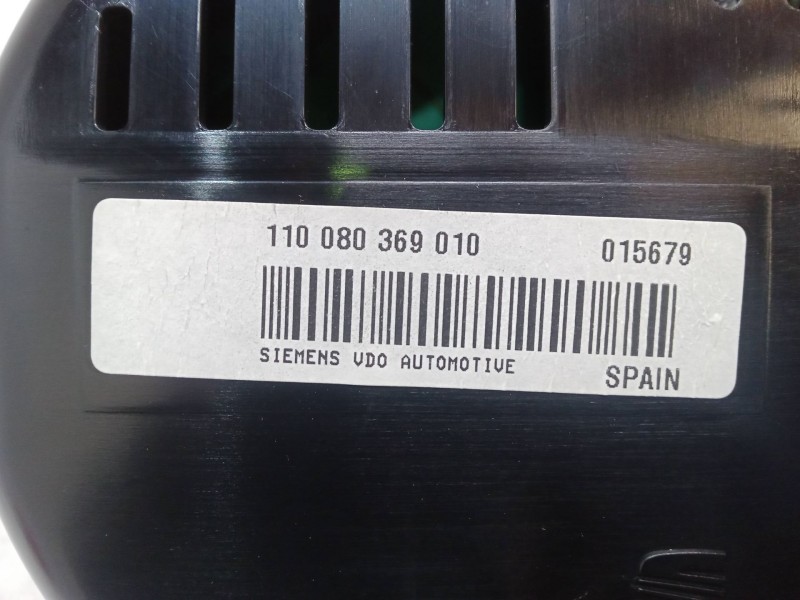 110 080 369 010 015679
SIEMENS VDO AUTOMOTIVE
SPAIN